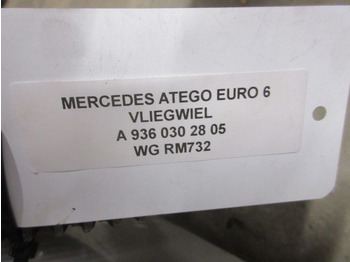 MERCEDES ATEGO EURO 6
VLIEGWIEL
A 936 030 28 05
WG RM732